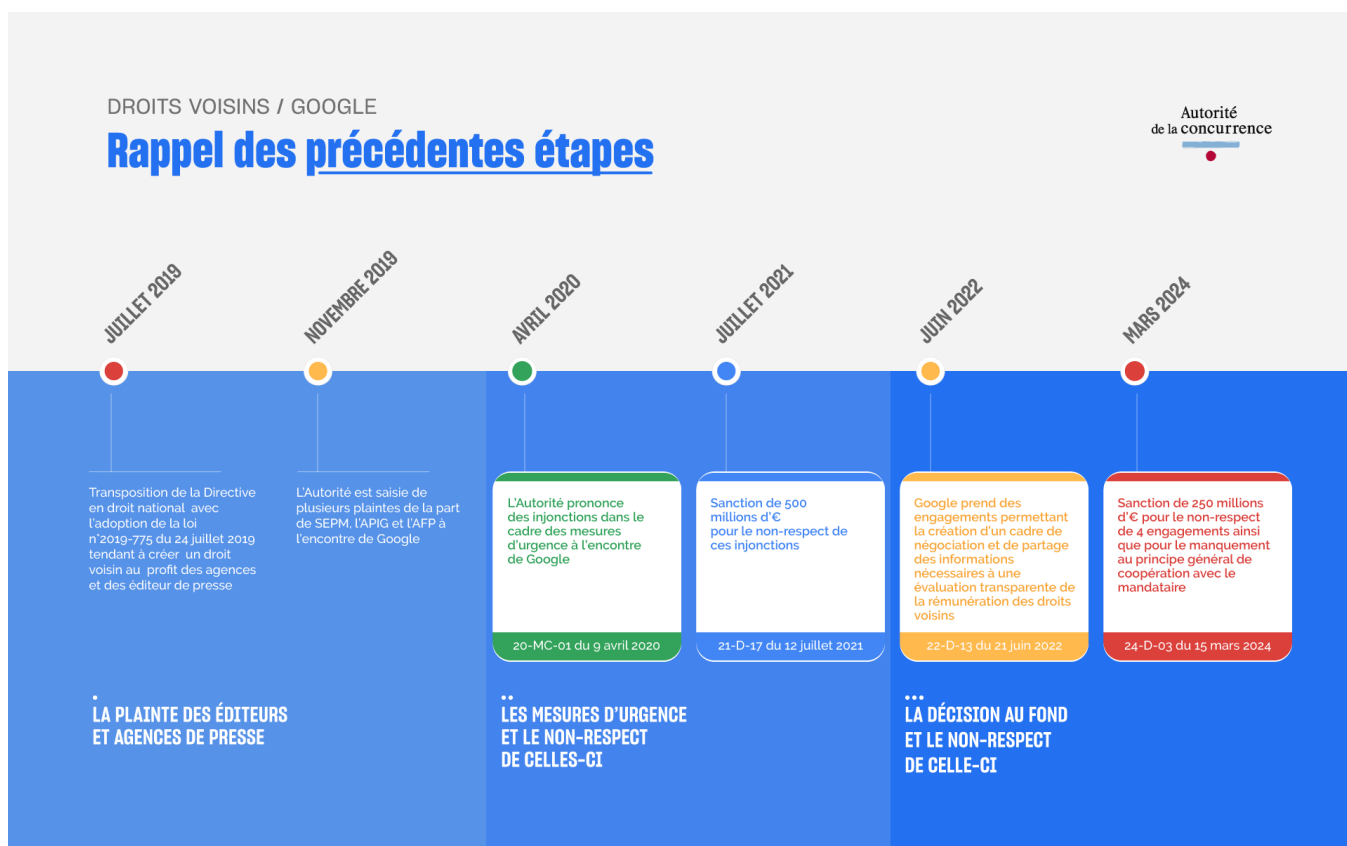 DROITS VOISINS / GOOGLE
Rappel des précédentes étapes
Autorité
de la concurrence
JUILLET 2019
NOVEMBRE 2019
AVRIL 2020
JUILLET 2021
JUIN 2022
MARS 2024
Transposition de la Directive
en droit national avec
l'adoption de la loi
n°2019-775 du 24 juillet 2019
tendant à créer un droit
voisin au profit des agences
et des éditeur de presse
L'Autorité est saisie de
plusieurs plaintes de la part
de SEPM, l'APIG et l'AFP à
l'encontre de Google
L'Autorité prononce
des injonctions dans le
cadre des mesures
d'urgence à l'encontre
de Google
20-MC-01 du 9 avril 2020
Sanction de 500
millions d'€
pour le non-respect de
ces injonctions
21-D-17 du 12 juillet 2021
Google prend des
engagements permettant
la création d'un cadre de
négociation et de partage
des informations
nécessaires à une
évaluation transparente de
la rémunération des droits
voisins
22-D-13 du 21 juin 2022
Sanction de 250 millions
d'€ pour le non-respect
de 4 engagements ainsi
que pour le manquement
au principe général de
coopération avec le
mandataire
24-D-03 du 15 mars 2024
LA PLAINTE DES ÉDITEURS
ET AGENCES DE PRESSE
LES MESURES D'URGENCE
ET LE NON-RESPECT
DE CELLES-CI
LA DÉCISION AU FOND
ET LE NON-RESPECT
DE CELLE-CI